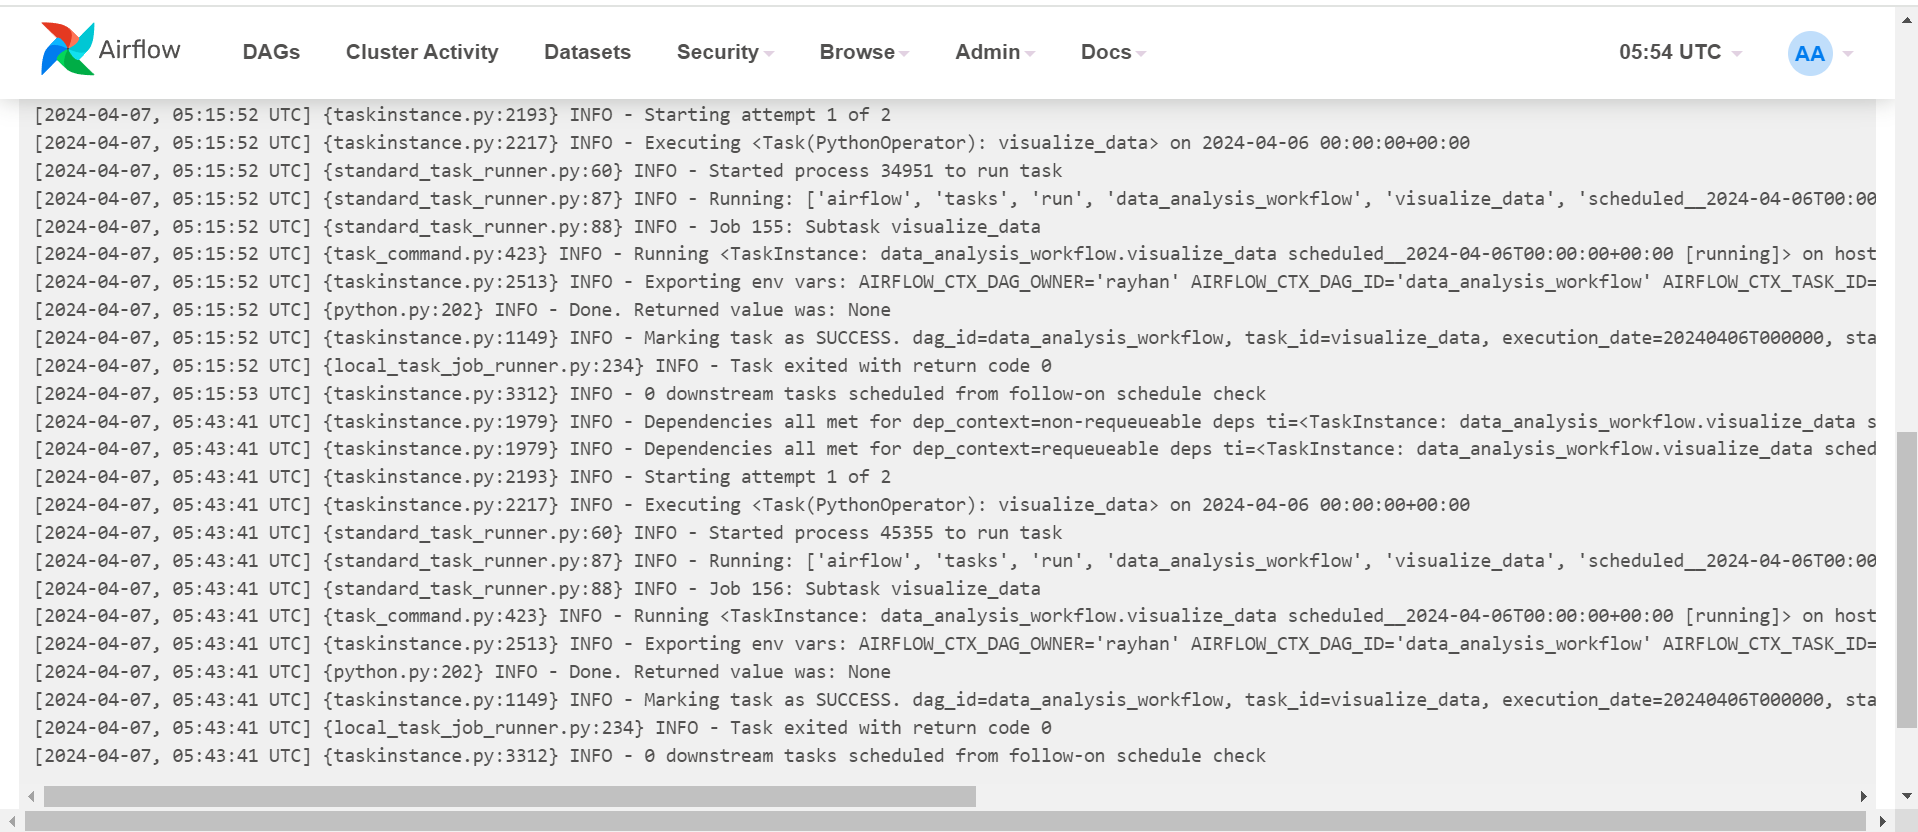 Airflow DAGs Cluster Activity Datasets Security Browse Admin Docs 05:54 UTC AA
[2024-04-07, 05:15:52 UTC] {taskinstance.py:2193} INFO - Starting attempt 1 of 2
[2024-04-07, 05:15:52 UTC] {taskinstance.py:2217} INFO - Executing <Task(PythonOperator): visualize_data> on 2024-04-06 00:00:00+00:00
[2024-04-07, 05:15:52 UTC] {standard_task_runner.py:60} INFO - Started process 34951 to run task
[2024-04-07, 05:15:52 UTC] {standard_task_runner.py:87} INFO - Running: ['airflow', 'tasks', 'run', 'data_analysis_workflow', 'visualize_data', 'scheduled__2024-04-06T00:00
[2024-04-07, 05:15:52 UTC] {standard_task_runner.py:88} INFO - Job 155: Subtask visualize_data
[2024-04-07, 05:15:52 UTC] {task_command.py:423} INFO - Running <TaskInstance: data_analysis_workflow.visualize_data scheduled__2024-04-06T00:00:00+00:00 [running]> on host
[2024-04-07, 05:15:52 UTC] {taskinstance.py:2513} INFO - Exporting env vars: AIRFLOW_CTX_DAG_OWNER='rayhan' AIRFLOW_CTX_DAG_ID='data_analysis_workflow' AIRFLOW_CTX_TASK_ID=
[2024-04-07, 05:15:52 UTC] {python.py:202} INFO - Done. Returned value was: None
[2024-04-07, 05:15:52 UTC] {taskinstance.py:1149} INFO - Marking task as SUCCESS. dag_id=data_analysis_workflow, task_id=visualize_data, execution_date=20240406T000000, sta
[2024-04-07, 05:15:52 UTC] {local_task_job_runner.py:234} INFO - Task exited with return code 0
[2024-04-07, 05:15:53 UTC] {taskinstance.py:3312} INFO - 0 downstream tasks scheduled from follow-on schedule check
[2024-04-07, 05:43:41 UTC] {taskinstance.py:1979} INFO - Dependencies all met for dep_context=non-requeueable deps ti=<TaskInstance: data_analysis_workflow.visualize_data s
[2024-04-07, 05:43:41 UTC] {taskinstance.py:1979} INFO - Dependencies all met for dep_context=requeueable deps ti=<TaskInstance: data_analysis_workflow.visualize_data sched
[2024-04-07, 05:43:41 UTC] {taskinstance.py:2193} INFO - Starting attempt 1 of 2
[2024-04-07, 05:43:41 UTC] {taskinstance.py:2217} INFO - Executing <Task(PythonOperator): visualize_data> on 2024-04-06 00:00:00+00:00
[2024-04-07, 05:43:41 UTC] {standard_task_runner.py:60} INFO - Started process 45355 to run task
[2024-04-07, 05:43:41 UTC] {standard_task_runner.py:87} INFO - Running: ['airflow', 'tasks', 'run', 'data_analysis_workflow', 'visualize_data', 'scheduled__2024-04-06T00:00
[2024-04-07, 05:43:41 UTC] {standard_task_runner.py:88} INFO - Job 156: Subtask visualize_data
[2024-04-07, 05:43:41 UTC] {task_command.py:423} INFO - Running <TaskInstance: data_analysis_workflow.visualize_data scheduled__2024-04-06T00:00:00+00:00 [running]> on host
[2024-04-07, 05:43:41 UTC] {taskinstance.py:2513} INFO - Exporting env vars: AIRFLOW_CTX_DAG_OWNER='rayhan' AIRFLOW_CTX_DAG_ID='data_analysis_workflow' AIRFLOW_CTX_TASK_ID=
[2024-04-07, 05:43:41 UTC] {python.py:202} INFO - Done. Returned value was: None
[2024-04-07, 05:43:41 UTC] {taskinstance.py:1149} INFO - Marking task as SUCCESS. dag_id=data_analysis_workflow, task_id=visualize_data, execution_date=20240406T000000, sta
[2024-04-07, 05:43:41 UTC] {local_task_job_runner.py:234} INFO - Task exited with return code 0
[2024-04-07, 05:43:41 UTC] {taskinstance.py:3312} INFO - 0 downstream tasks scheduled from follow-on schedule check